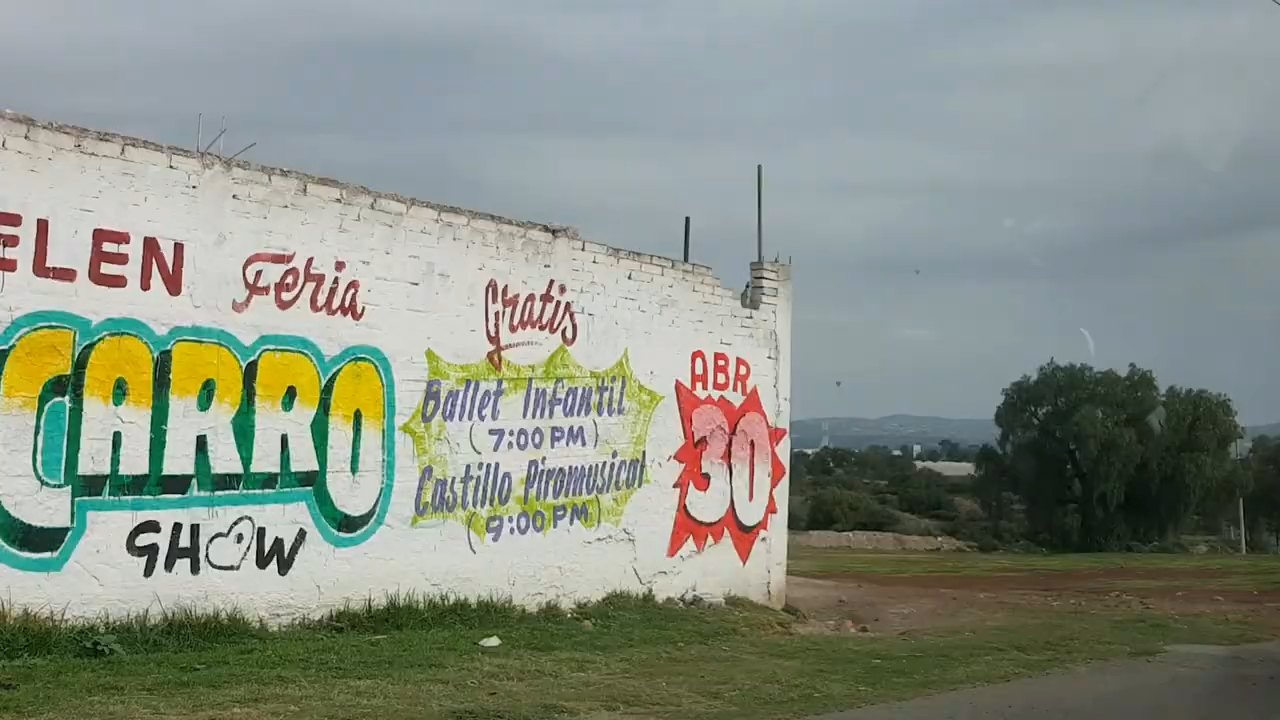 ELEN Feria
CARRO
SHOW
Gratis
Ballet Infantil
(7:00 PM)
Castillo Piromusical
(9:00 PM)
ABR
30